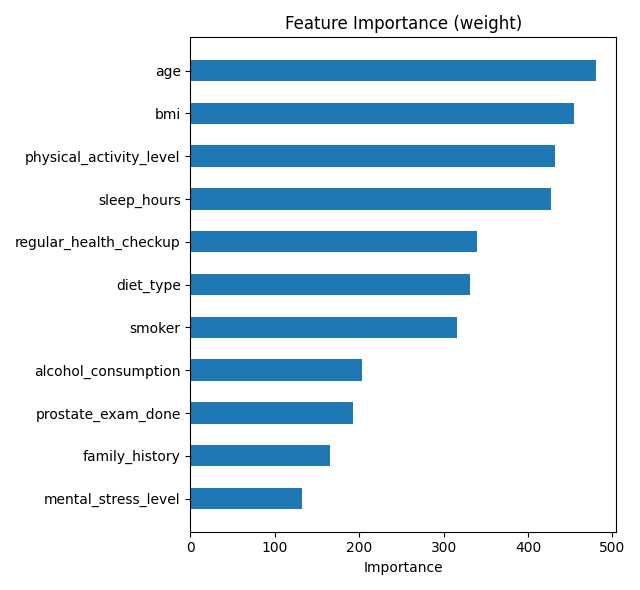 Feature Importance (weight)
age
bmi
physical_activity_level
sleep_hours
regular_health_checkup
diet_type
smoker
alcohol_consumption
prostate_exam_done
family_history
mental_stress_level
0 100 200 300 400 500
Importance